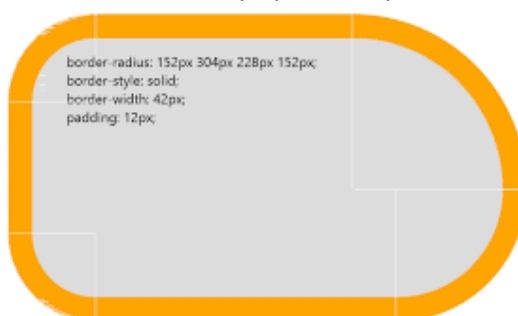 border-radius: 152px 304px 228px 152px;
border-style: solid;
border-width: 42px;
padding: 12px;